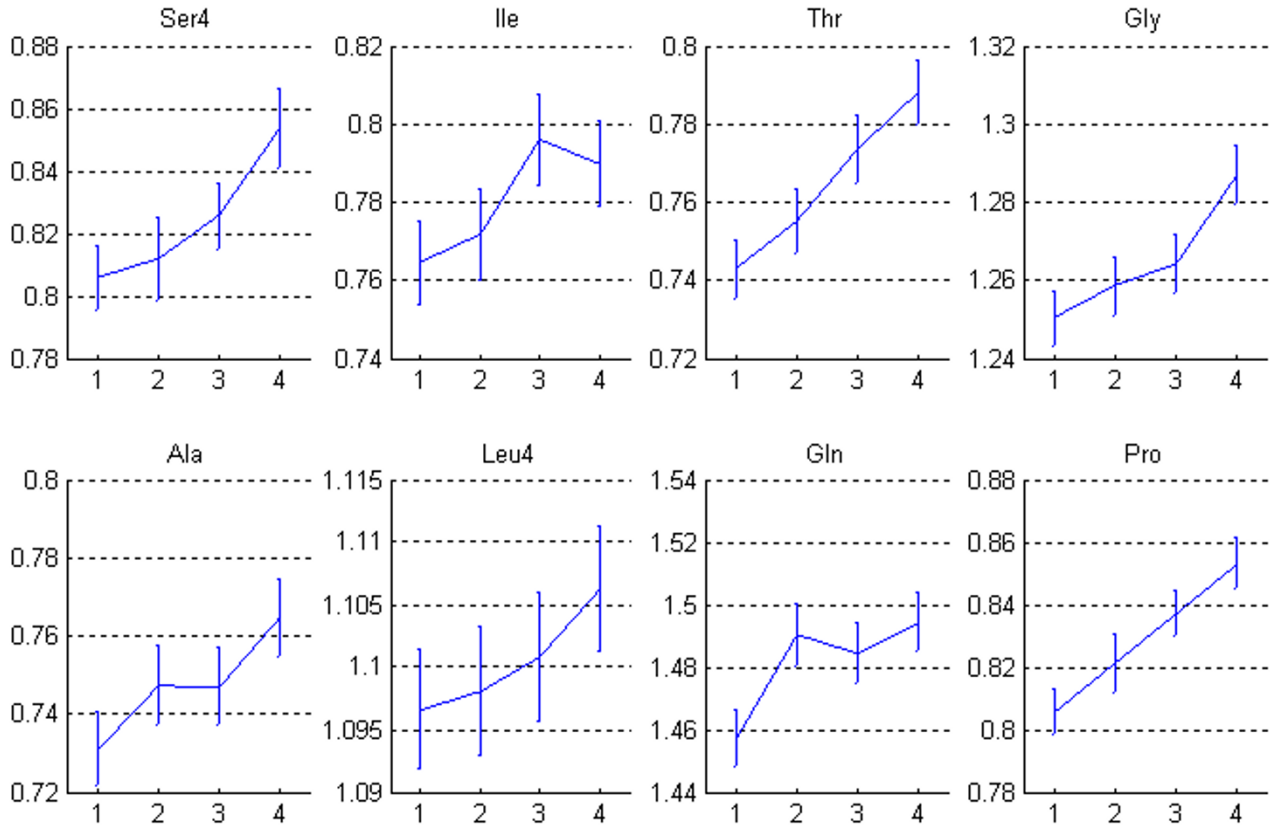 Ser4 Ile Thr Gly
0.88 0.82 0.8 1.32
0.86
0.8 0.78 1.3
0.84
0.78 0.76 1.28
0.82
0.76 0.74 1.26
0.8
0.78 0.74 0.72 1.24
1 2 3 4 1 2 3 4 1 2 3 4 1 2 3 4
Ala Leu4 Gln Pro
0.8 1.115 1.54 0.88
1.11 1.52 0.86
0.78
1.105 1.5 0.84
0.76
1.1 1.48 0.82
0.74
1.095 1.46 0.8
0.72 1.09 1.44 0.78
1 2 3 4 1 2 3 4 1 2 3 4 1 2 3 4